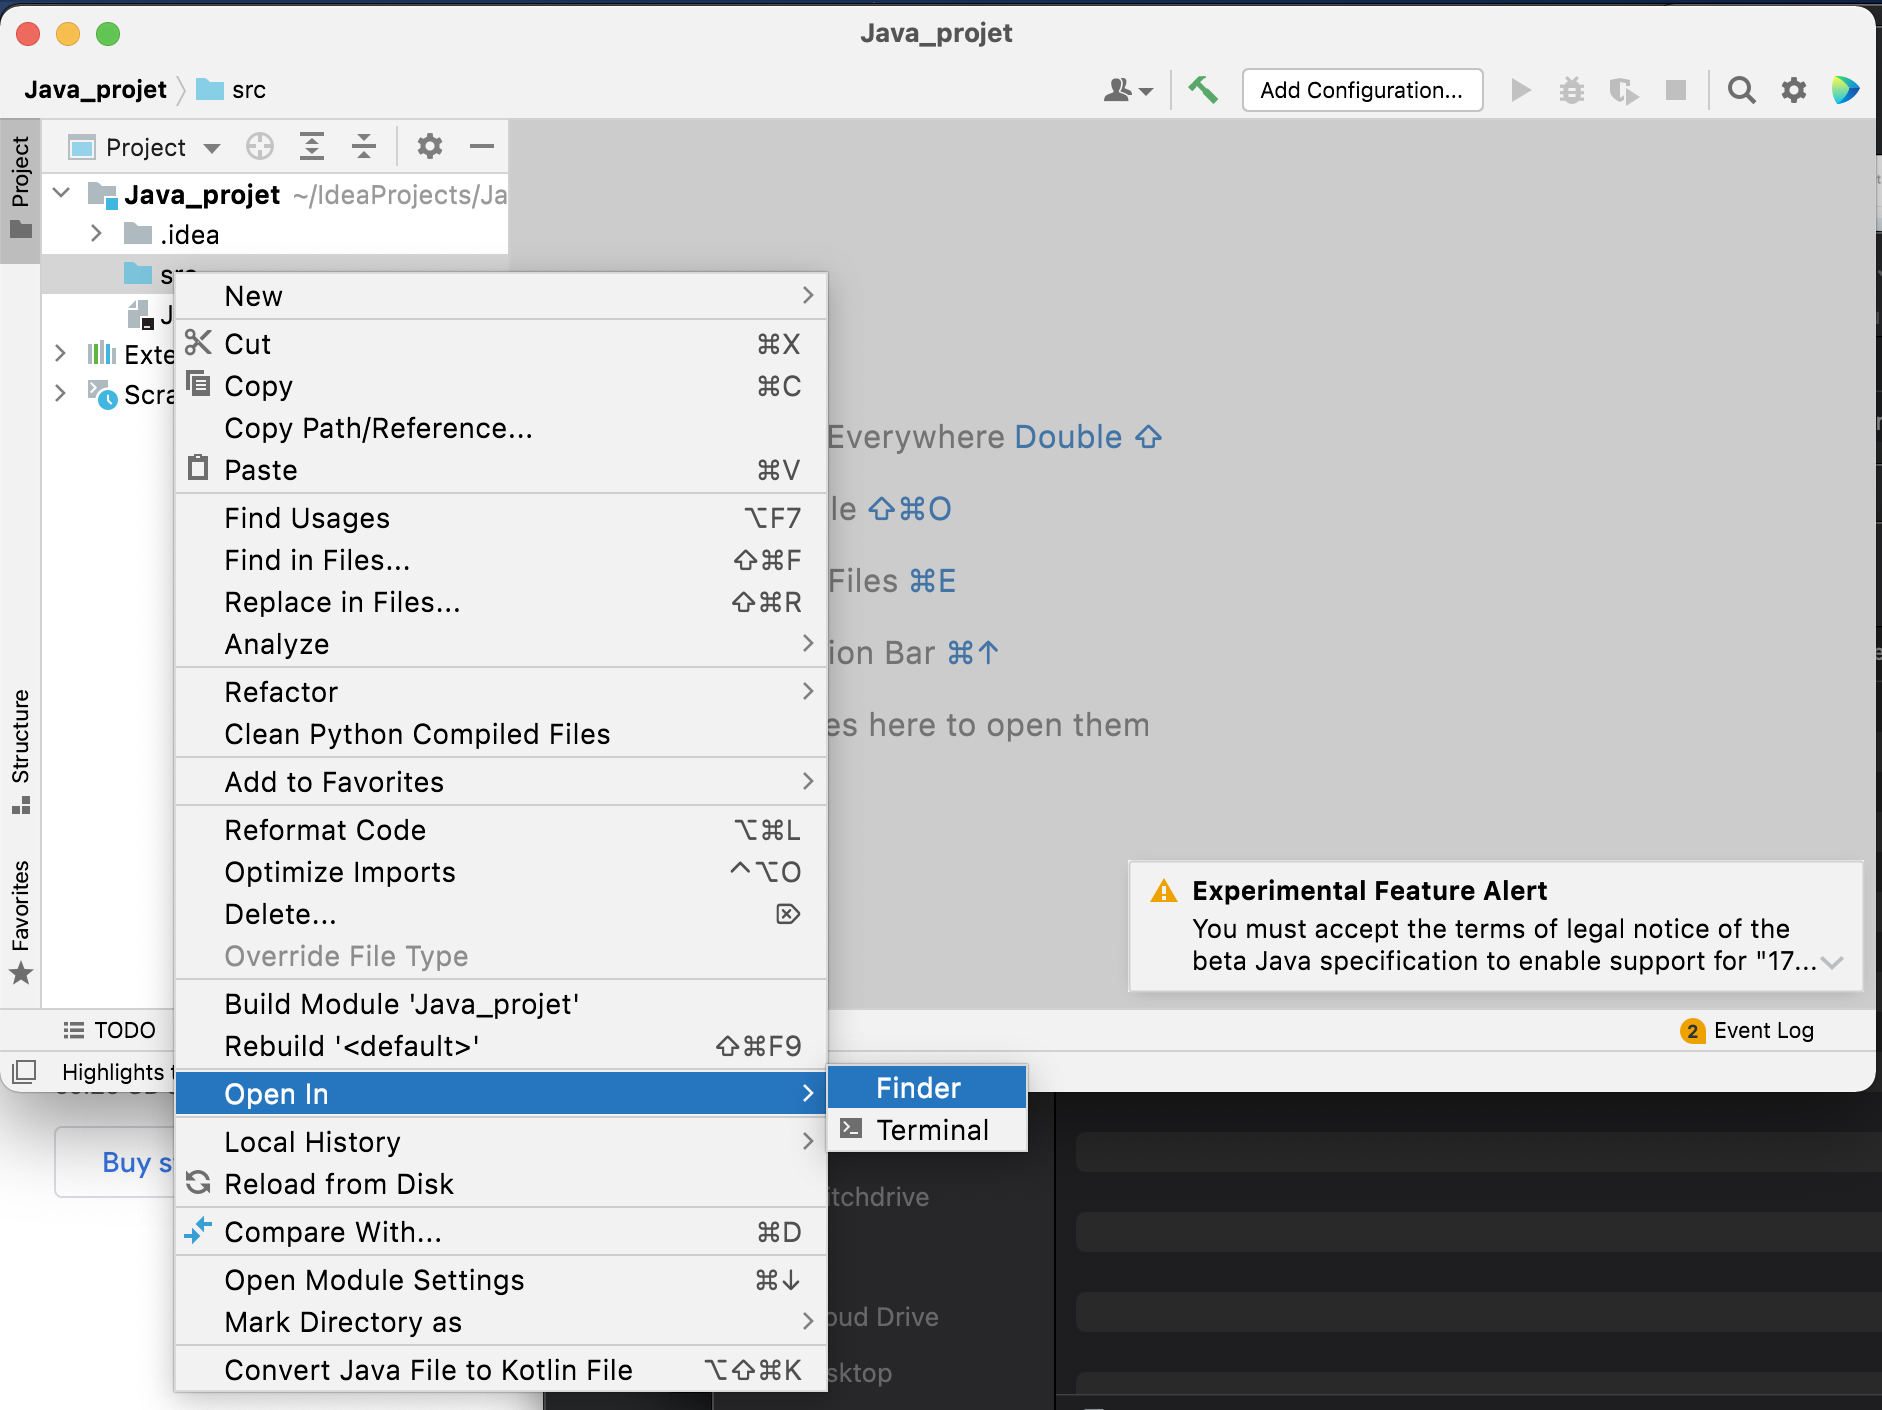 Java_projet
Java_projet
src
Add Configuration...
Project
Project
Java_projet ~/IdeaProjects/Ja
.idea
New
Cut ⌘X
Copy ⌘C
Copy Path/Reference...
Paste ⌘V
Find Usages ⌥F7
Find in Files... ⇧⌘F
Replace in Files... ⇧⌘R
Analyze
Refactor
Clean Python Compiled Files
Add to Favorites
Reformat Code ⌥⌘L
Optimize Imports ^⌥O
Delete... ⌦
Override File Type
Build Module 'Java_projet'
Rebuild '<default>' ⇧⌘F9
Open In
Finder
Terminal
Local History
Reload from Disk
Compare With... ⌘D
Open Module Settings ⌘↓
Mark Directory as
Convert Java File to Kotlin File ⌥⇧⌘K
Everywhere Double ⇧
le ⇧⌘O
Files ⌘E
ion Bar ⌘↑
es here to open them
Structure
Favorites
Experimental Feature Alert
You must accept the terms of legal notice of the
beta Java specification to enable support for "17...
TODO
2 Event Log
Highlights
Buy
itchdrive
oud Drive
sktop